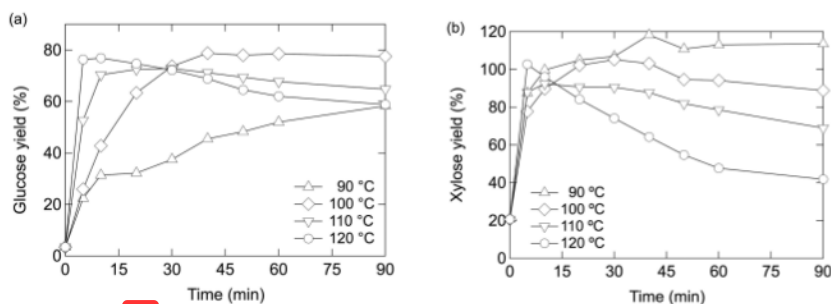 (a)
Glucose yield (%)
80
60
40
20
0
90 °C
100 °C
110 °C
120 °C
0 15 30 45 60 75 90
Time (min)
(b)
Xylose yield (%)
120
100
80
60
40
20
0
90 ºC
100 ºC
110 ºC
120 ºC
0 15 30 45 60 75 90
Time (min)